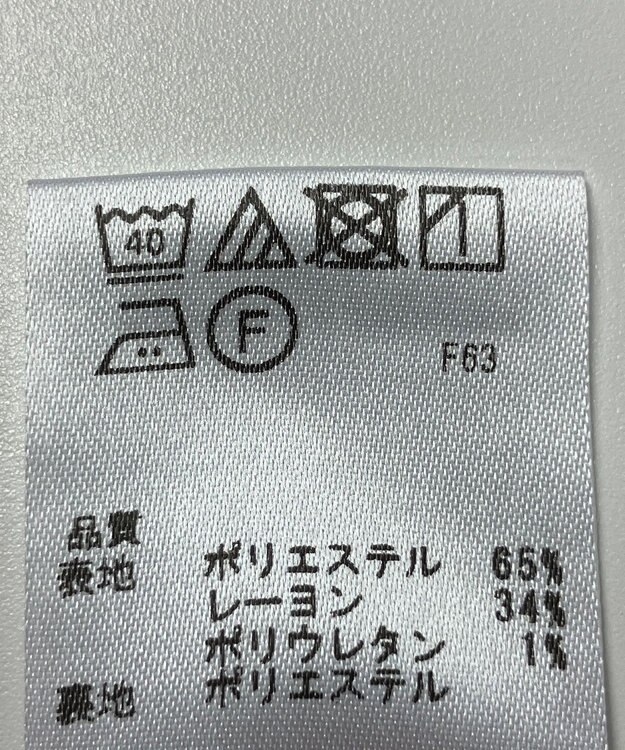 40
F
F63
品質
表地 ポリエステル 65%
レーヨン 34%
ポリウレタン 1%
裏地 ポリエステル